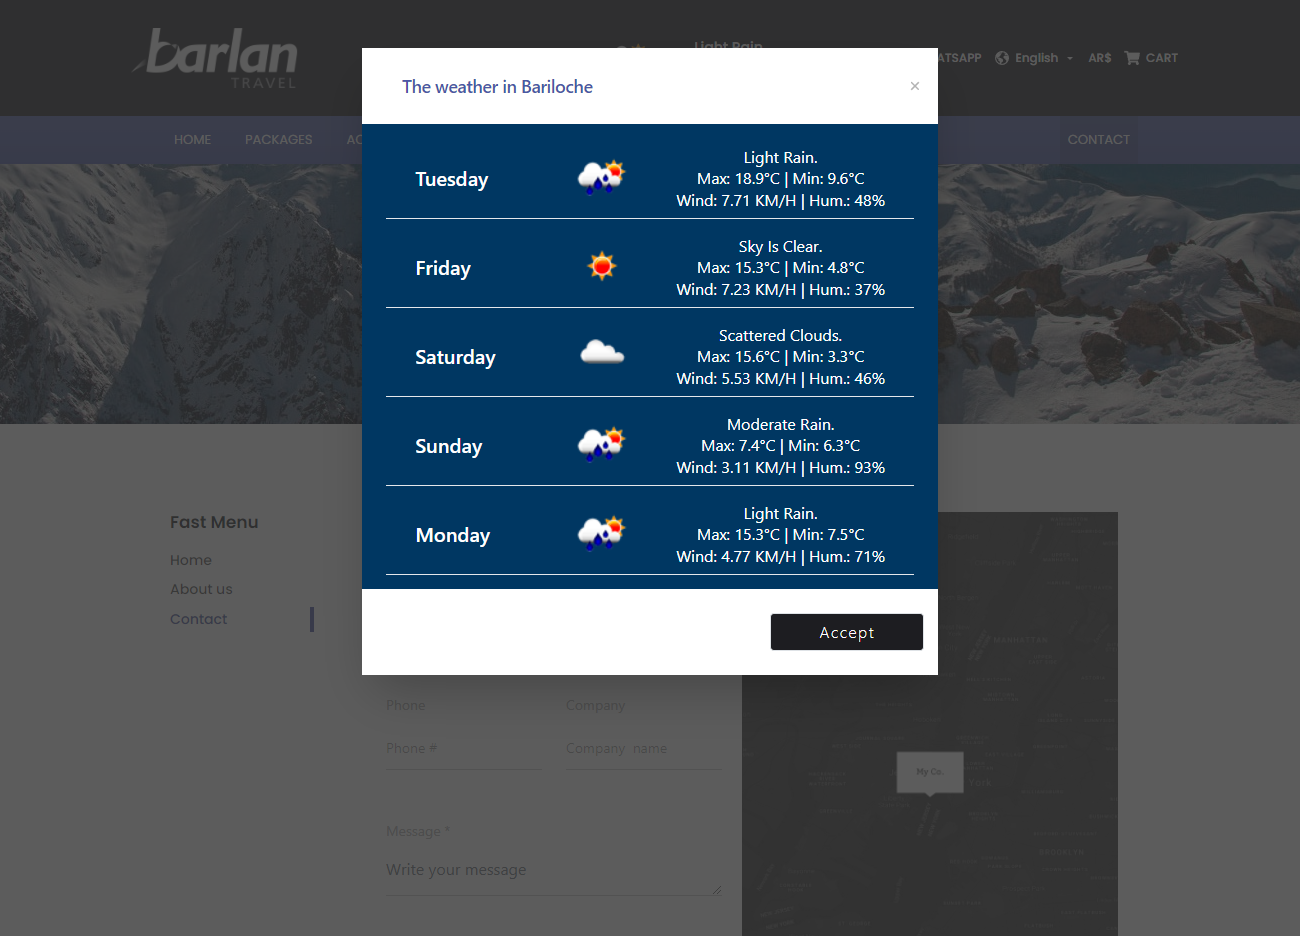 barlan
TRAVEL
Light Rain
English
AR$
CART
HOME
PACKAGES
CONTACT
The weather in Bariloche
×
Tuesday
Light Rain.
Max: 18.9°C | Min: 9.6°C
Wind: 7.71 KM/H | Hum.: 48%
Friday
Sky Is Clear.
Max: 15.3°C | Min: 4.8°C
Wind: 7.23 KM/H | Hum.: 37%
Saturday
Scattered Clouds.
Max: 15.6°C | Min: 3.3°C
Wind: 5.53 KM/H | Hum.: 46%
Sunday
Moderate Rain.
Max: 7.4°C | Min: 6.3°C
Wind: 3.11 KM/H | Hum.: 93%
Monday
Light Rain.
Max: 15.3°C | Min: 7.5°C
Wind: 4.77 KM/H | Hum.: 71%
Accept
Fast Menu
Home
About us
Contact
Phone
Company
Phone #
Company name
Message *
Write your message
MANHATTAN
My Co.
BROOKLYN